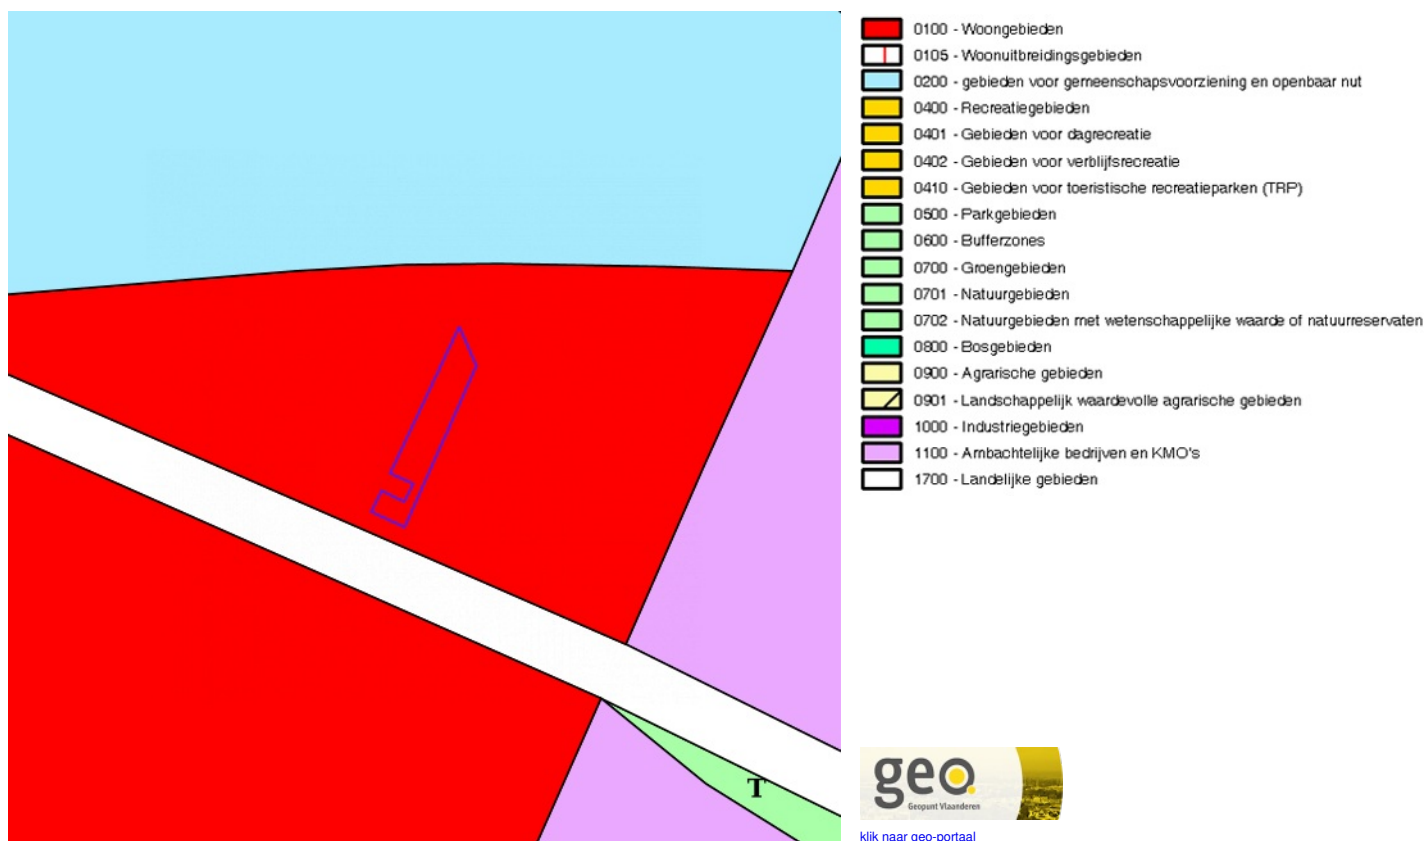 0100 - Woongebieden
0105 - Woonuitbreidingsgebieden
0200 - gebieden voor gemeenschapsvoorziening en openbaar nut
0400 - Recreatiegebieden
0401 - Gebieden voor dagrecreatie
0402 - Gebieden voor verblijfsrecreatie
0410 - Gebieden voor toeristische recreatieparken (TRP)
0500 - Parkgebieden
0600 - Bufferzones
0700 - Groengebieden
0701 - Natuurgebieden
0702 - Natuurgebieden met wetenschappelijke waarde of natuurreservaten
0800 - Bosgebieden
0900 - Agrarische gebieden
0901 - Landschappelijk waardevolle agrarische gebieden
1000 - Industriegebieden
1100 - Ambachtelijke bedrijven en KMO's
1700 - Landelijke gebieden
T
geo
Geopunt Vlaanderen
klik naar geo-portaal